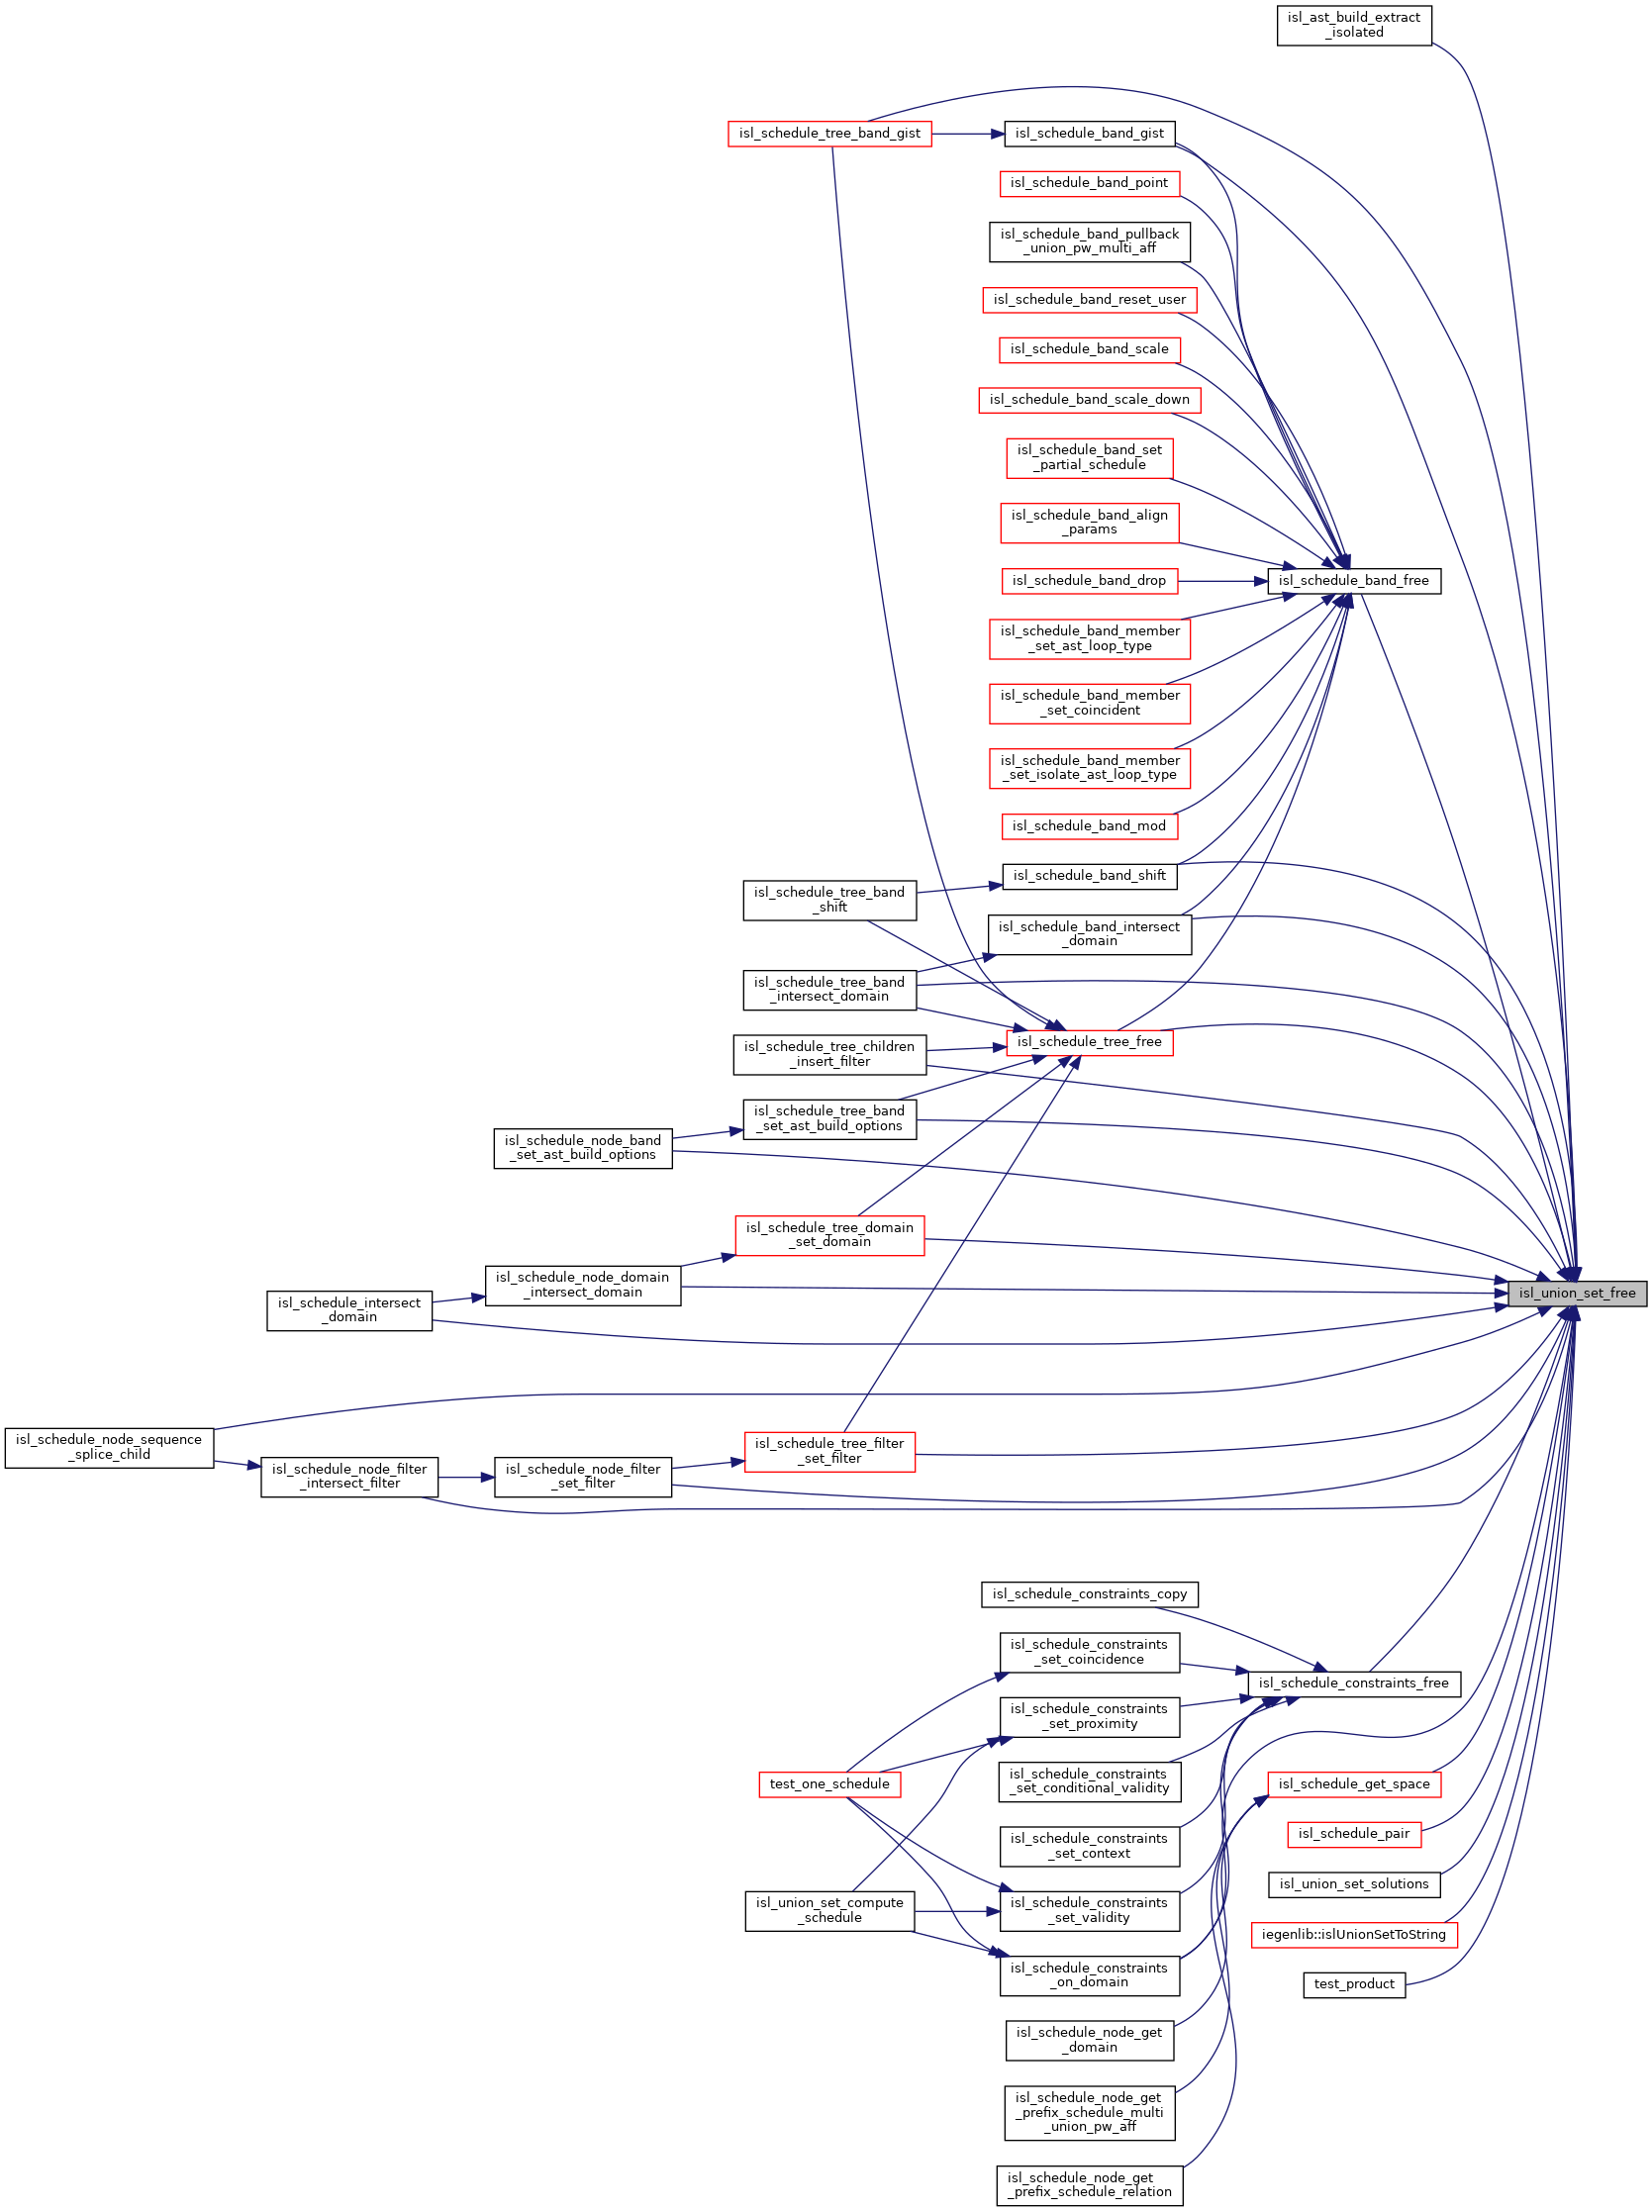 isl_ast_build_extract
_isolated
isl_schedule_tree_band_gist
isl_schedule_band_gist
isl_schedule_band_point
isl_schedule_band_pullback
_union_pw_multi_aff
isl_schedule_band_reset_user
isl_schedule_band_scale
isl_schedule_band_scale_down
isl_schedule_band_set
_partial_schedule
isl_schedule_band_align
_params
isl_schedule_band_drop
isl_schedule_band_free
isl_schedule_band_member
_set_ast_loop_type
isl_schedule_band_member
_set_coincident
isl_schedule_band_member
_set_isolate_ast_loop_type
isl_schedule_band_mod
isl_schedule_band_shift
isl_schedule_tree_band
_shift
isl_schedule_band_intersect
_domain
isl_schedule_tree_band
_intersect_domain
isl_schedule_tree_free
isl_schedule_tree_children
_insert_filter
isl_schedule_tree_band
_set_ast_build_options
isl_schedule_node_band
_set_ast_build_options
isl_schedule_tree_domain
_set_domain
isl_schedule_node_domain
_intersect_domain
isl_schedule_intersect
_domain
isl_union_set_free
isl_schedule_node_sequence
_splice_child
isl_schedule_tree_filter
_set_filter
isl_schedule_node_filter
_intersect_filter
isl_schedule_node_filter
_set_filter
isl_schedule_constraints_copy
isl_schedule_constraints
_set_coincidence
isl_schedule_constraints_free
isl_schedule_constraints
_set_proximity
isl_schedule_constraints
_set_conditional_validity
test_one_schedule
isl_schedule_get_space
isl_schedule_pair
isl_schedule_constraints
_set_context
isl_union_set_solutions
isl_union_set_compute
_schedule
isl_schedule_constraints
_set_validity
iegenlib::islUnionSetToString
isl_schedule_constraints
_on_domain
test_product
isl_schedule_node_get
_domain
isl_schedule_node_get
_prefix_schedule_multi
_union_pw_aff
isl_schedule_node_get
_prefix_schedule_relation